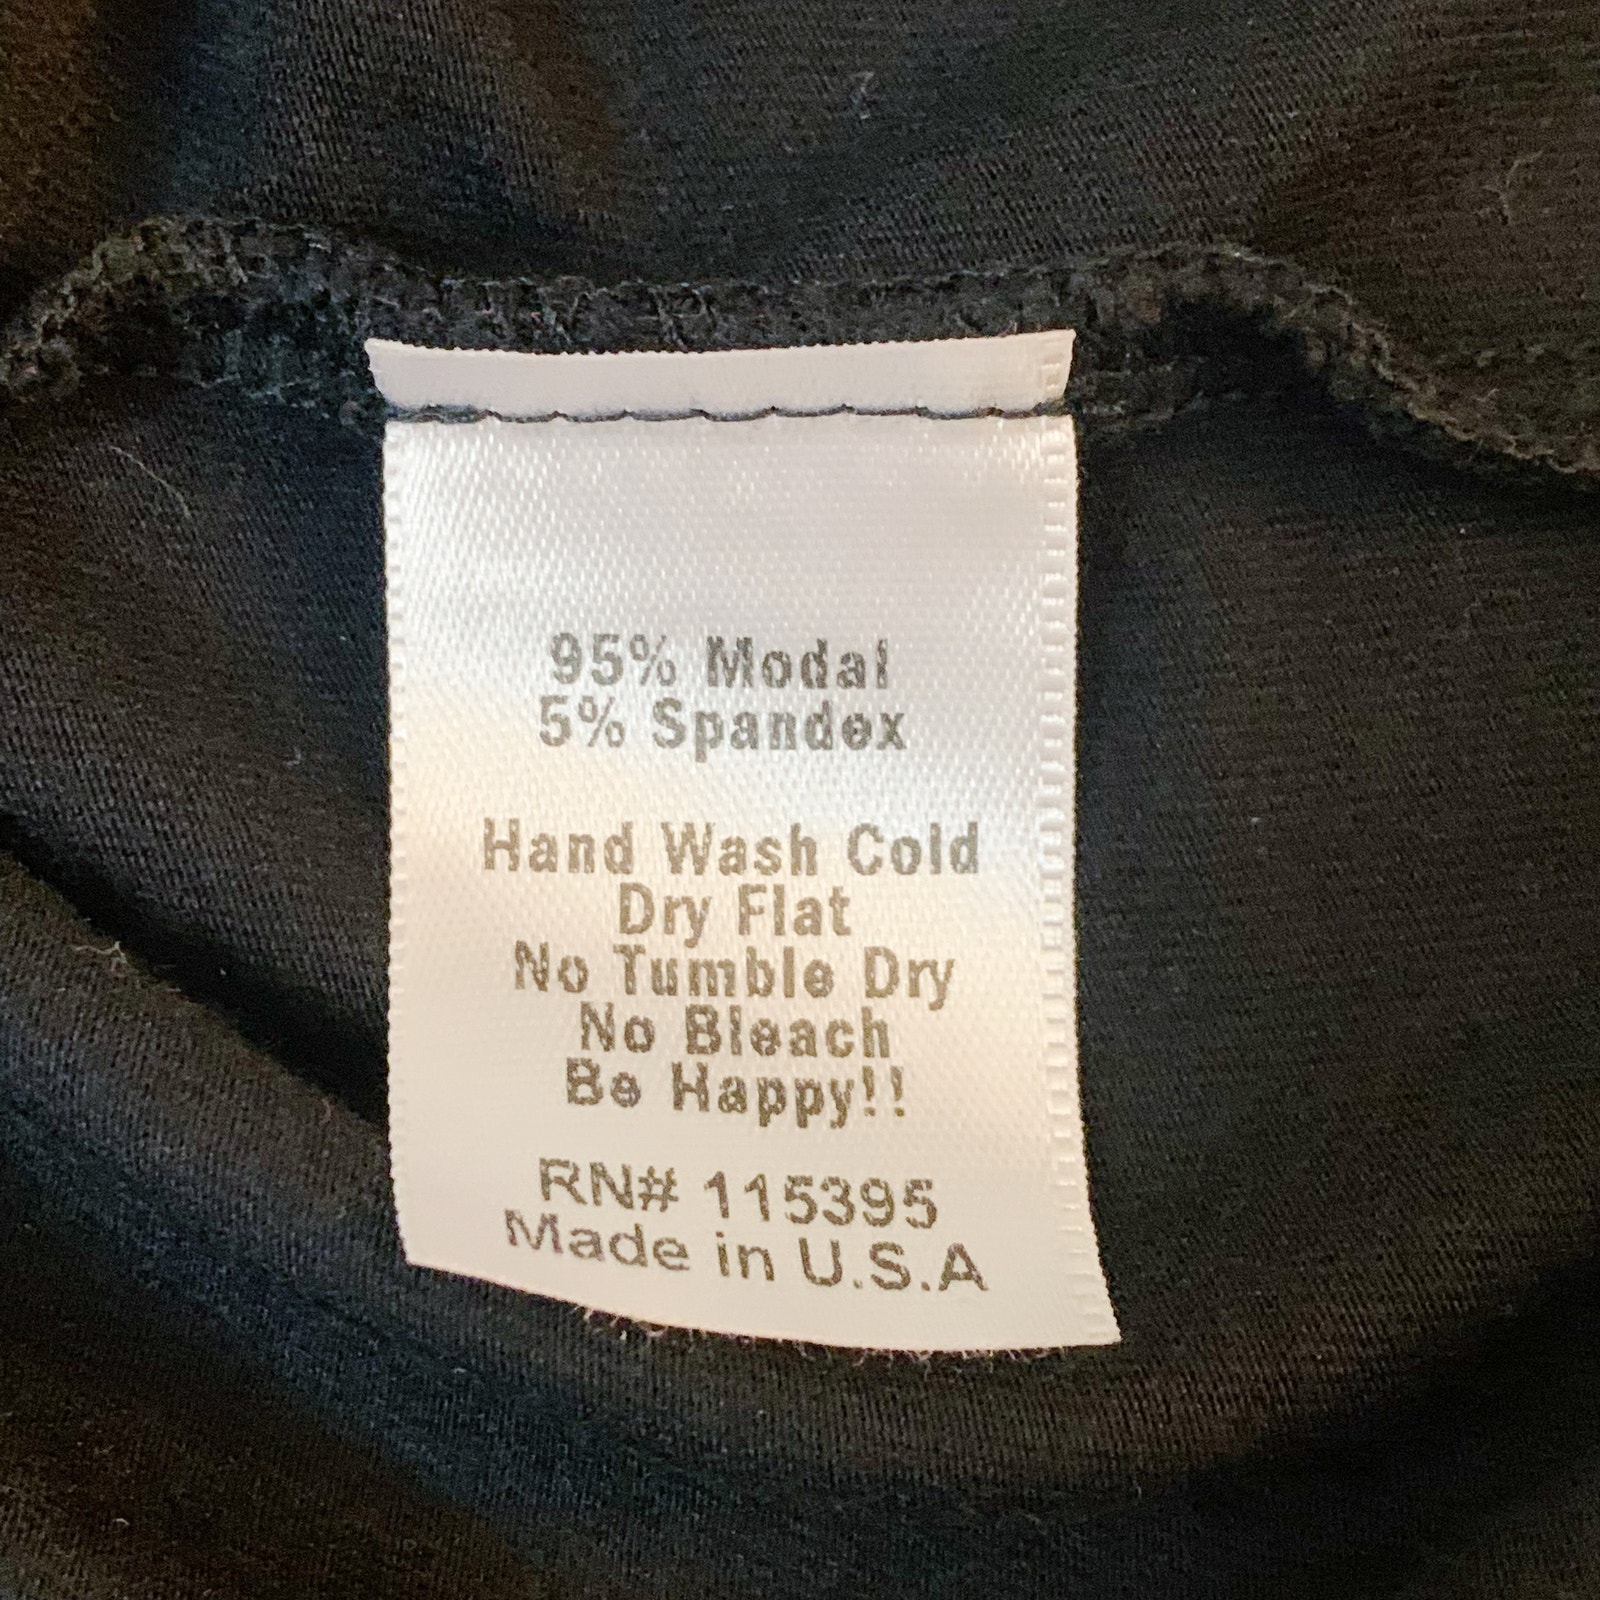 95% Modal
5% Spandex
Hand Wash Cold
Dry Flat
No Tumble Dry
No Bleach
Be Happy!!
RN# 115395
Made in U.S.A